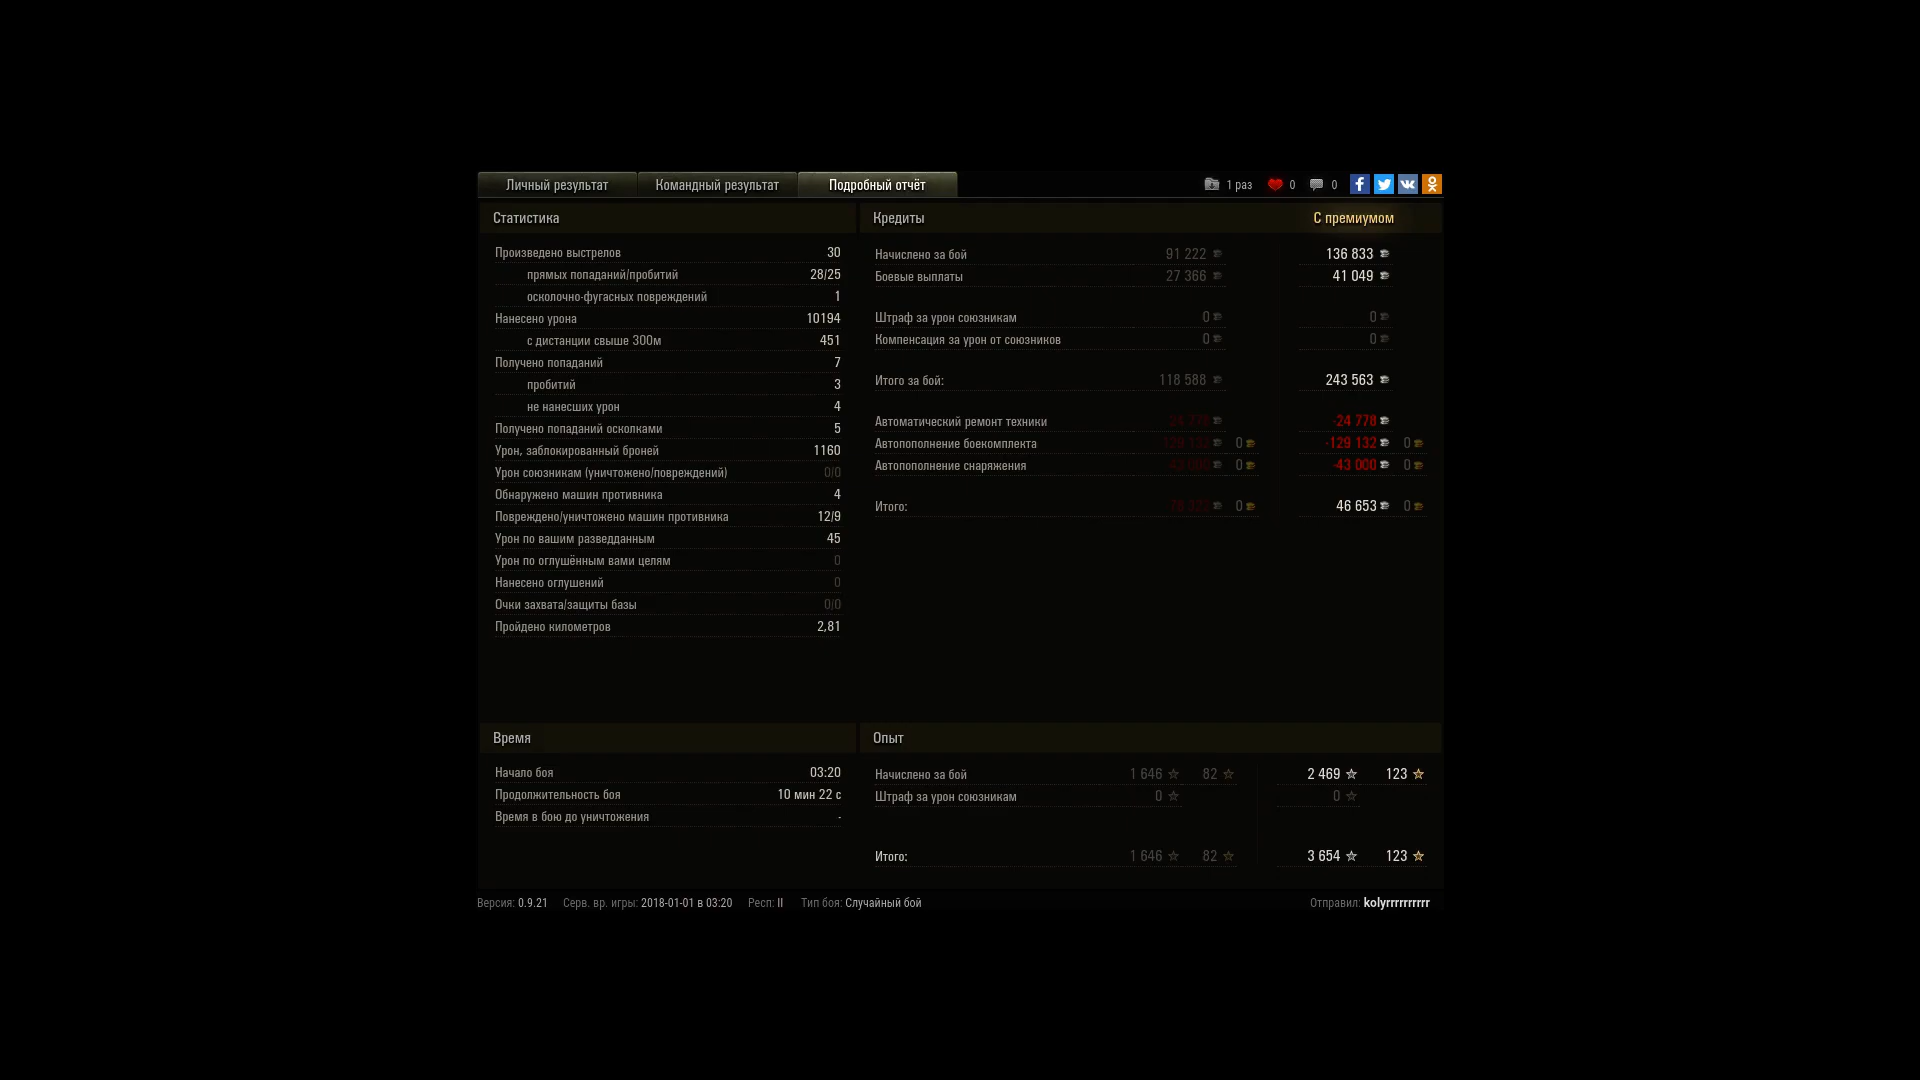 Личный результат Командный результат Подробный отчёт 1 раз 0 0
Статистика
Произведено выстрелов 30
прямых попаданий/пробитий 28/25
осколочно-фугасных повреждений 1
Нанесено урона 10194
с дистанции свыше 300м 451
Получено попаданий 7
пробитий 3
не нанесших урон 4
Получено попаданий осколками 5
Урон, заблокированный броней 1160
Урон союзникам (уничтожено/повреждений) 0/0
Обнаружено машин противника 4
Повреждено/уничтожено машин противника 12/9
Урон по вашим разведданным 45
Урон по оглушённым вами целям 0
Нанесено оглушений 0
Очки захвата/защиты базы 0/0
Пройдено километров 2,81
Кредиты С премиумом
Начислено за бой 91 222 136 833
Боевые выплаты 27 366 41 049
Штраф за урон союзникам 0 0
Компенсация за урон от союзников 0 0
Итого за бой: 118 588 243 563
Автоматический ремонт техники -24 778 -24 778
Автопополнение боекомплекта -129 132 0 -129 132 0
Автопополнение снаряжения -43 000 0 -43 000 0
Итого: 0 46 653 0
Время
Начало боя 03:20
Продолжительность боя 10 мин 22 с
Время в бою до уничтожения -
Опыт
Начислено за бой 1 646 82 2 469 123
Штраф за урон союзникам 0 0
Итого: 1 646 82 3 654 123
Версия: 0.9.21 Серв. вр. игры: 2018-01-01 в 03:20 Респ: II Тип боя: Случайный бой Отправил: kolyrrrrrrrrrr